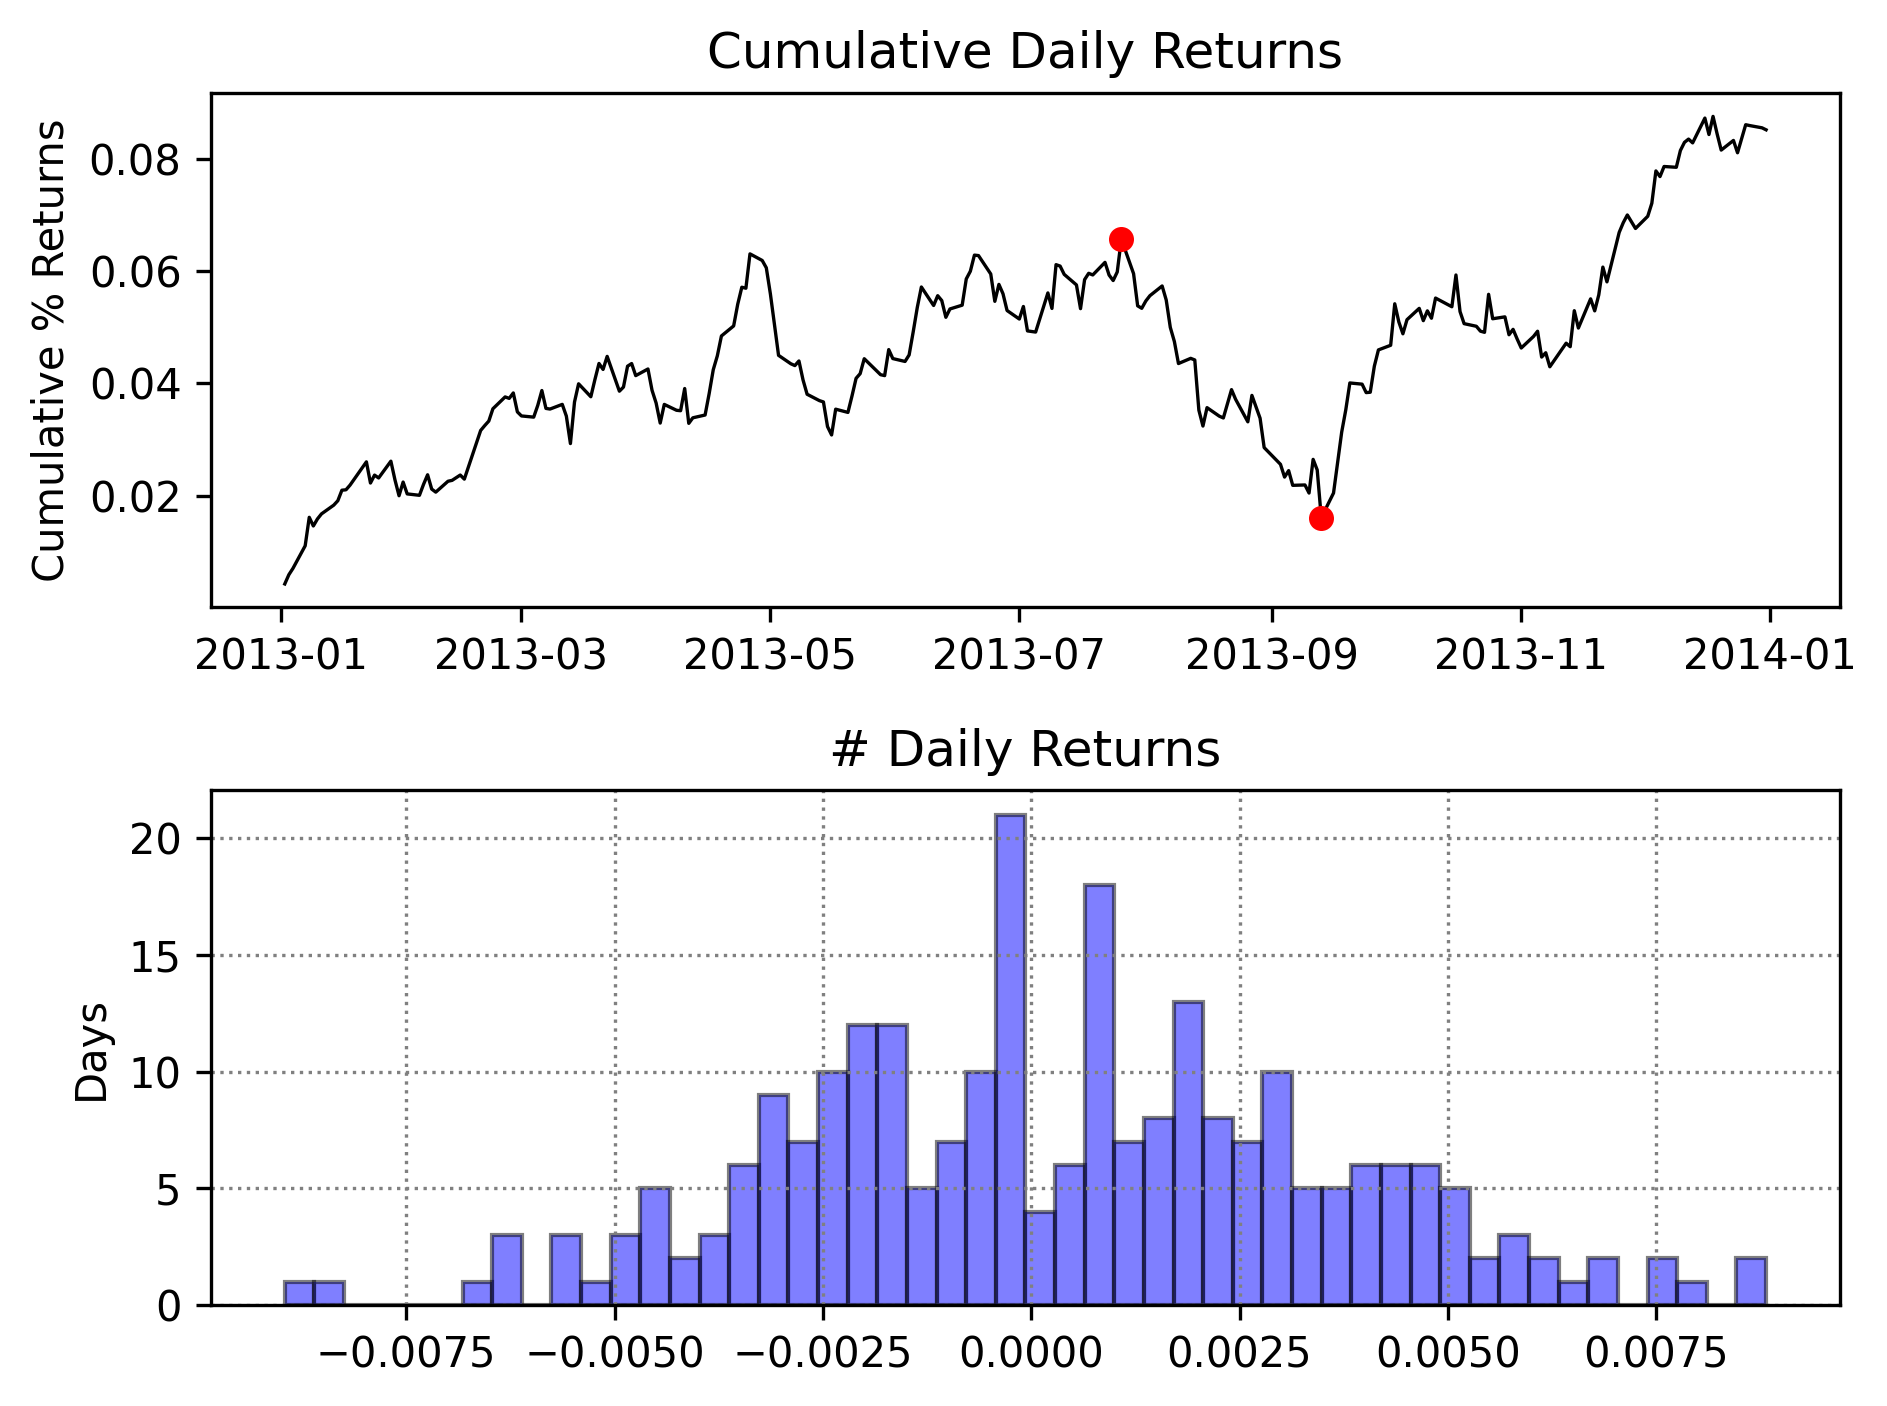 Cumulative Daily Returns
Cumulative % Returns
0.08
0.06
0.04
0.02
2013-01 2013-03 2013-05 2013-07 2013-09 2013-11 2014-01
# Daily Returns
Days
20
15
10
5
0
−0.0075 −0.0050 −0.0025 0.0000 0.0025 0.0050 0.0075